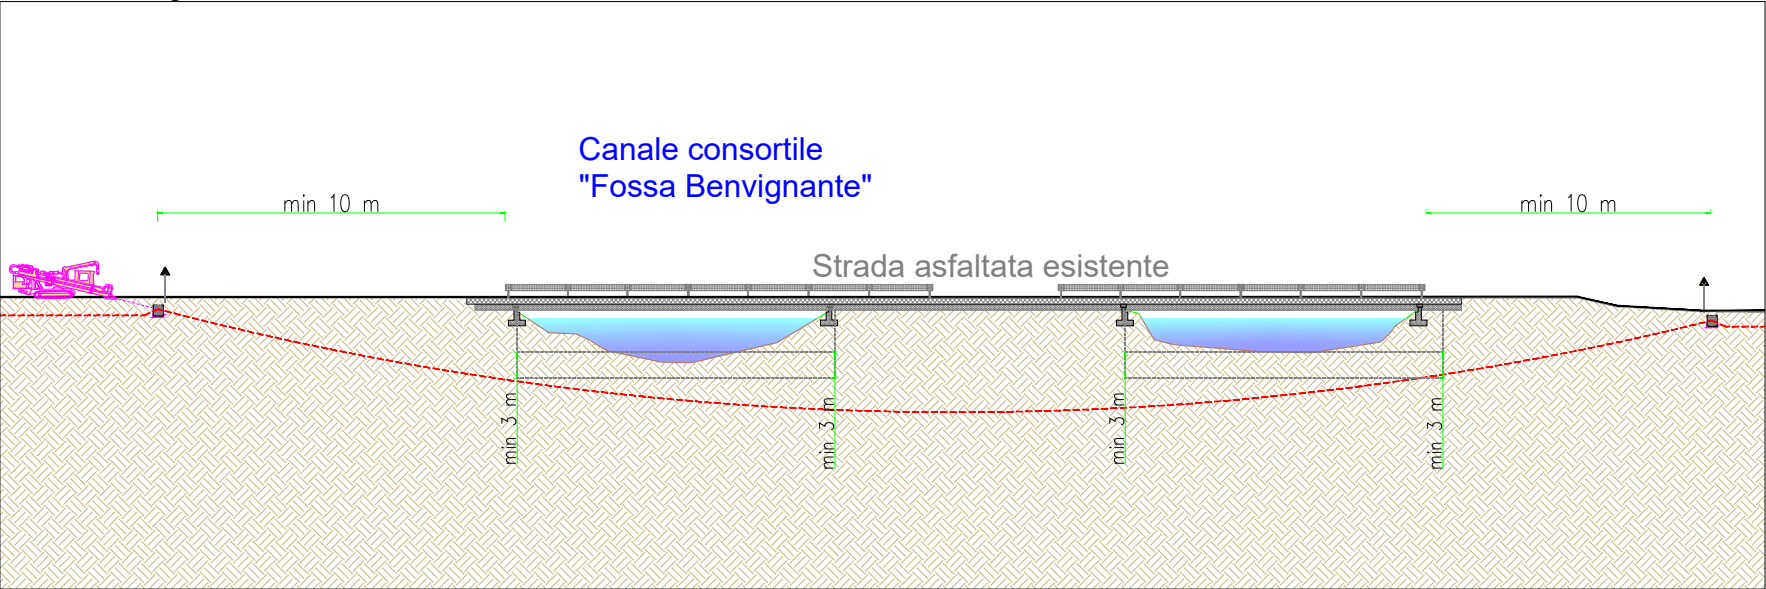 Canale consortile
"Fossa Benvignante"
min 10 m
min 10 m
Strada asfaltata esistente
min 3 m
min 3 m
min 3 m
min 3 m